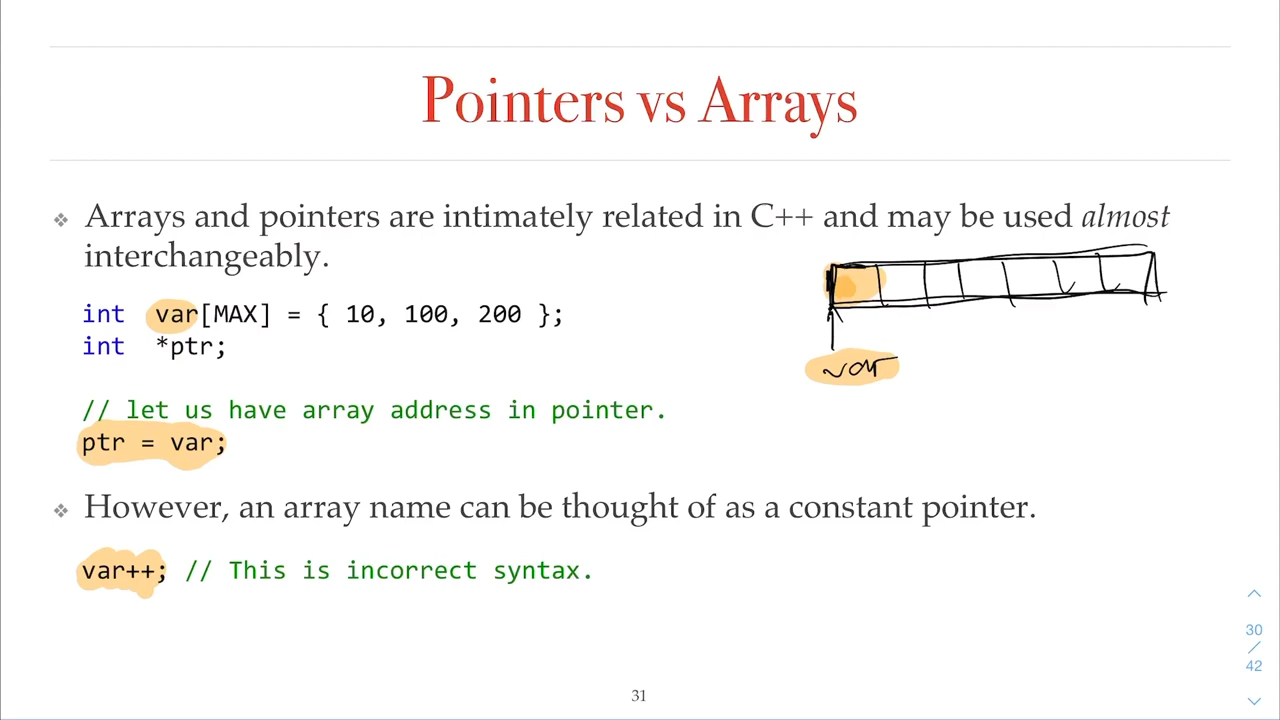 Pointers vs Arrays
❖ Arrays and pointers are intimately related in C++ and may be used almost
interchangeably.
int  var[MAX] = { 10, 100, 200 };
int  *ptr;
var
// let us have array address in pointer.
ptr = var;
❖ However, an array name can be thought of as a constant pointer.
var++; // This is incorrect syntax.
30
/
42
31